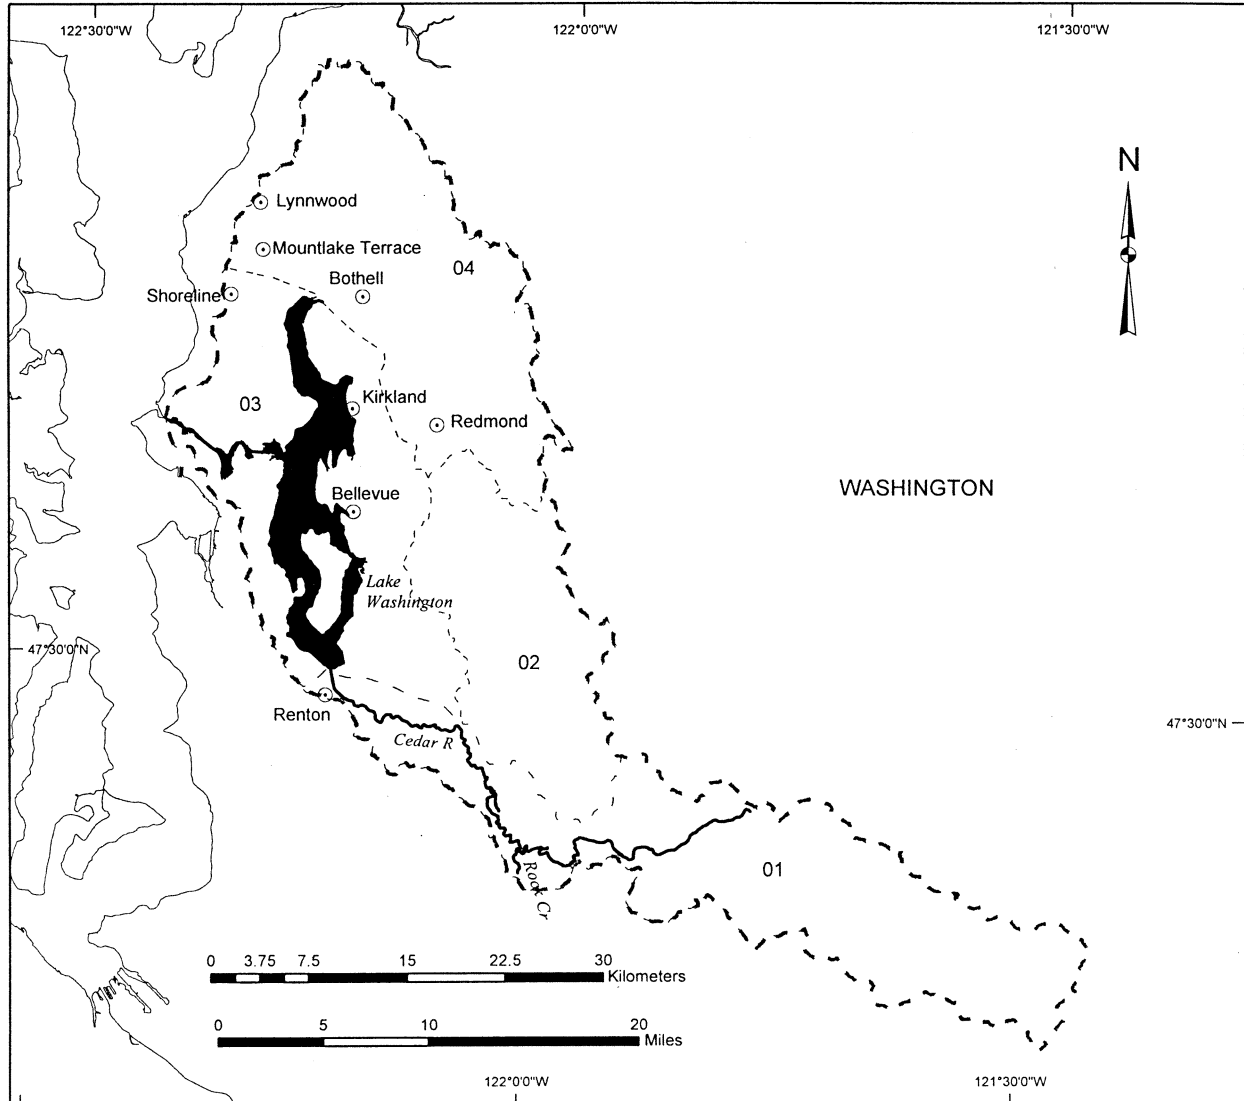 122°30'0"W
122°0'0"W
121°30'0"W
N
Lynnwood
Mountlake Terrace
04
Bothell
Shoreline
Kirkland
03
Redmond
WASHINGTON
Bellevue
Lake
Washington
47°30'0"N
02
Renton
47°30'0"N
Cedar R
01
Rock Cr
0 3.75 7.5 15 22.5 30
Kilometers
0 5 10 20
Miles
122°0'0"W
121°30'0"W